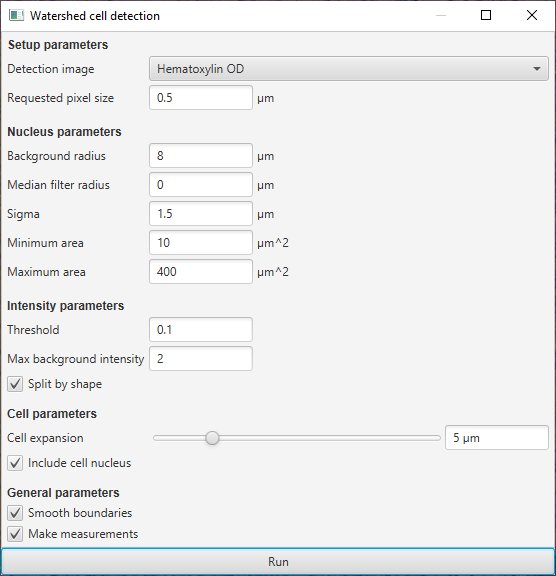 Watershed cell detection
Setup parameters
Detection image Hematoxylin OD
Requested pixel size 0.5 µm
Nucleus parameters
Background radius 8 µm
Median filter radius 0 µm
Sigma 1.5 µm
Minimum area 10 µm^2
Maximum area 400 µm^2
Intensity parameters
Threshold 0.1
Max background intensity 2
Split by shape
Cell parameters
Cell expansion 5 µm
Include cell nucleus
General parameters
Smooth boundaries
Make measurements
Run